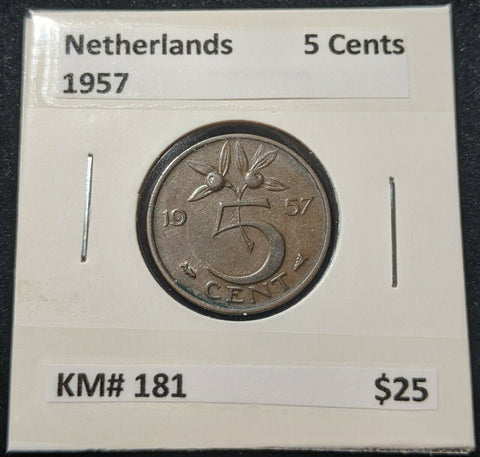 Netherlands 5 Cents
1957
19 57
5
CENT
KM# 181 $25